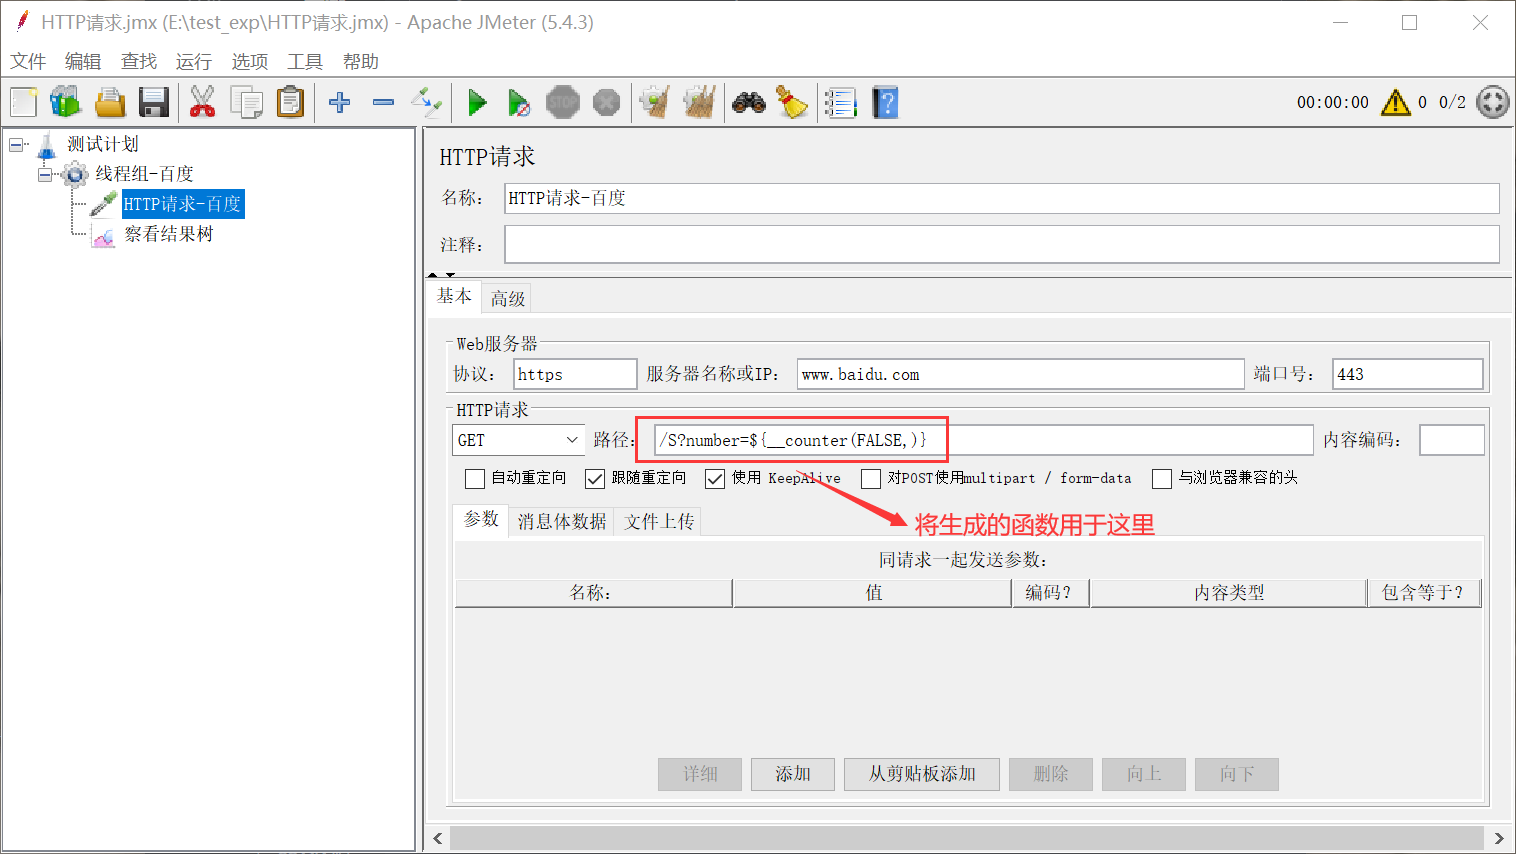 HTTP请求.jmx (E:\test_exp\HTTP请求.jmx) - Apache JMeter (5.4.3)
文件 编辑 查找 运行 选项 工具 帮助
STOP 00:00:00 0 0/2
测试计划
线程组-百度
HTTP请求-百度
察看结果树
HTTP请求
名称： HTTP请求-百度
注释：
基本 高级
Web服务器
协议： https 服务器名称或IP： www.baidu.com 端口号： 443
HTTP请求
GET 路径： /S?number=${__counter(FALSE,)} 内容编码：
自动重定向 跟随重定向 使用 KeepAlive 对POST使用multipart / form-data 与浏览器兼容的头
将生成的函数用于这里
参数 消息体数据 文件上传
同请求一起发送参数：
名称： 值 编码？ 内容类型 包含等于？
详细 添加 从剪贴板添加 删除 向上 向下